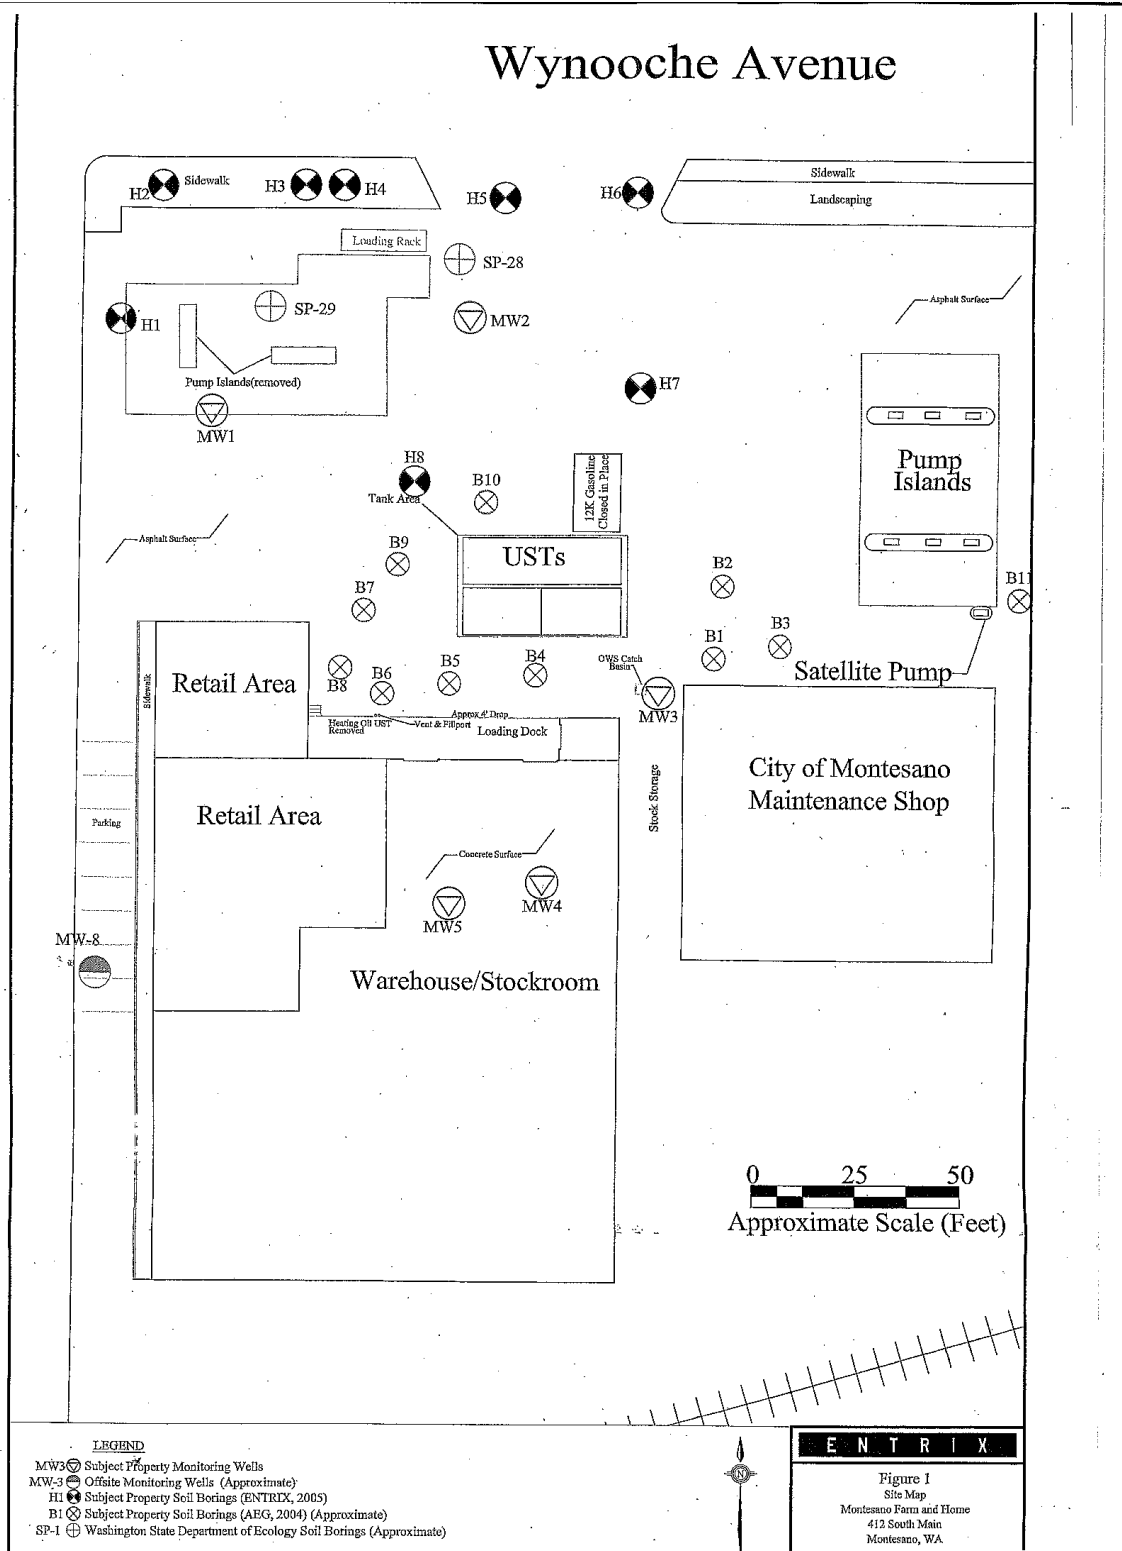 Wynooche Avenue
Sidewalk
H2
Sidewalk
H3
H4
H5
H6
Landscaping
Loading Rack
SP-28
SP-29
MW2
H1
Asphalt Surface
Pump Islands(removed)
H7
MW1
H8
Tank Area
B10
12K Gasoline
Closed in Place
Pump
Islands
Asphalt Surface
B9
USTs
B7
B2
B11
B1
B3
B8
B6
B5
B4
OWS Catch
Basin
MW3
Satellite Pump
Retail Area
Sidewalk
Heating Oil UST
Removed
Vent & Fillport
Approx 4' Drop
Loading Dock
Stock Storage
City of Montesano
Maintenance Shop
Retail Area
Parking
Concrete Surface
MW4
MW5
MW-8
Warehouse/Stockroom
0 25 50
Approximate Scale (Feet)
LEGEND
MW3 Subject Property Monitoring Wells
MW-3 Offsite Monitoring Wells (Approximate)
H1 Subject Property Soil Borings (ENTRIX, 2005)
B1 Subject Property Soil Borings (AEG, 2004) (Approximate)
SP-1 Washington State Department of Ecology Soil Borings (Approximate)
N
ENTRIX
Figure 1
Site Map
Montesano Farm and Home
412 South Main
Montesano, WA